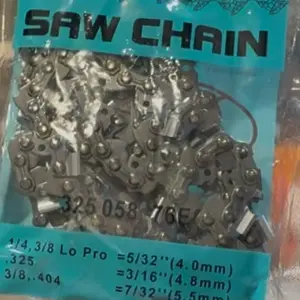 SAW CHAIN
.325 058 76E
1/4,3/8 Lo Pro =5/32''(4.0mm)
.325 =3/16''(4.8mm)
3/8,.404 =7/32''(5.5mm)